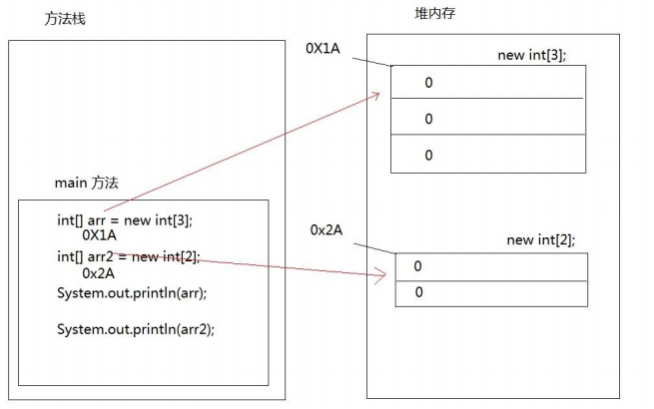 方法栈
main 方法
int[] arr = new int[3];
0X1A
int[] arr2 = new int[2];
0x2A
System.out.println(arr);
System.out.println(arr2);
堆内存
0X1A
new int[3];
0
0
0
0x2A
new int[2];
0
0